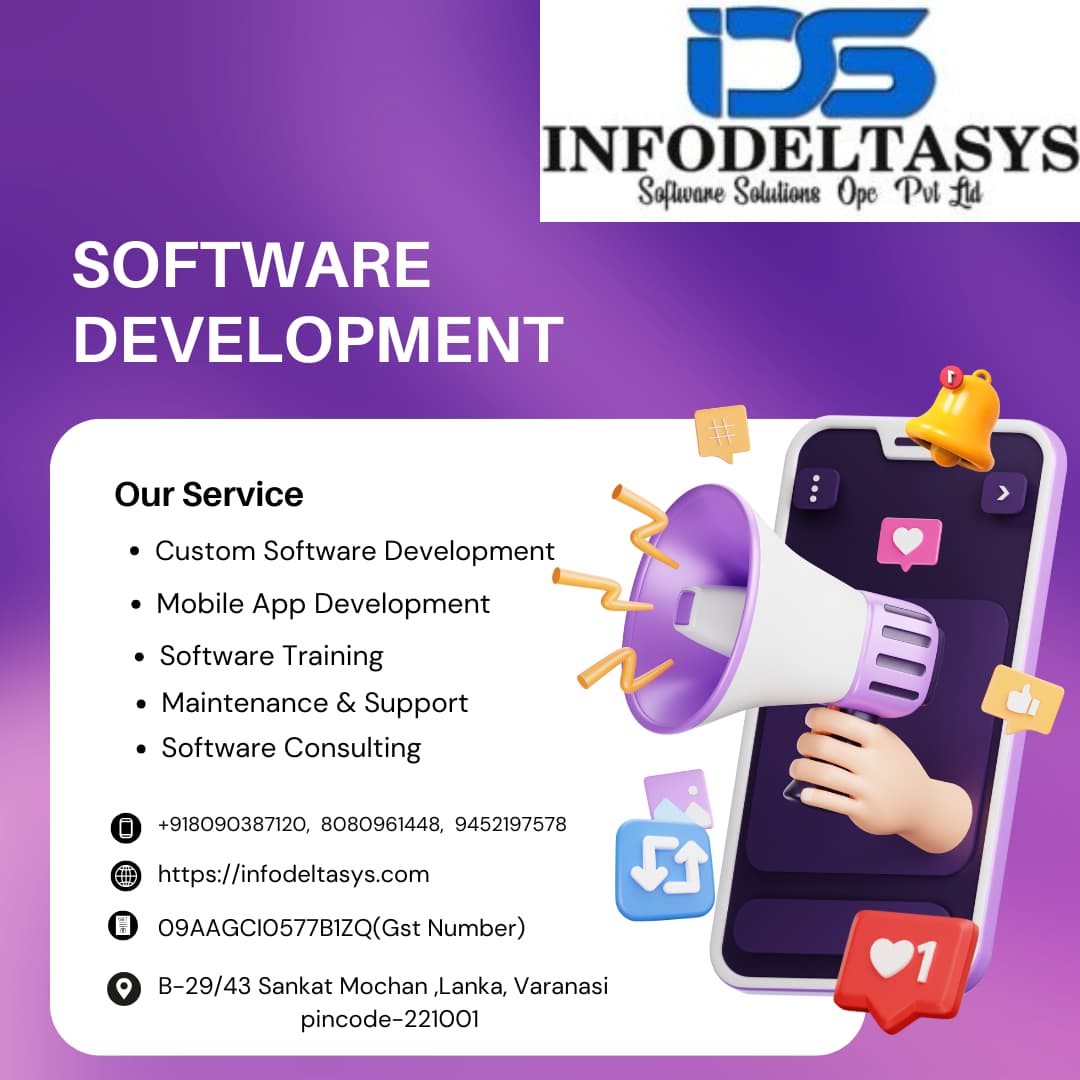 IDS
INFODELTASYS
Software Solutions Opc Pvt Ltd
SOFTWARE
DEVELOPMENT
Our Service
• Custom Software Development
• Mobile App Development
• Software Training
• Maintenance & Support
• Software Consulting
+918090387120, 8080961448, 9452197578
https://infodeltasys.com
09AAGCI0577B1ZQ(Gst Number)
B-29/43 Sankat Mochan ,Lanka, Varanasi
pincode-221001
#
1
1